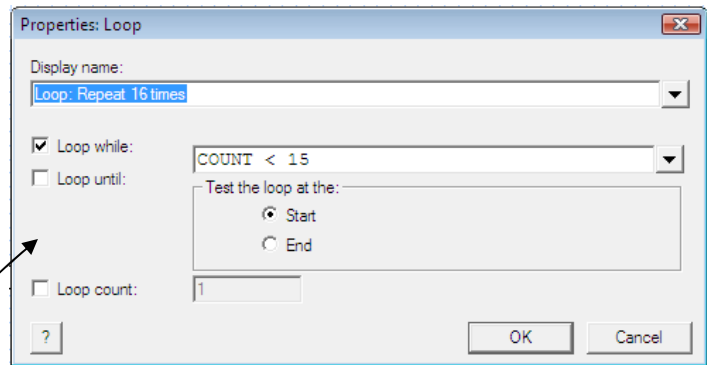 Properties: Loop
Display name:
Loop: Repeat 16 times
Loop while:
COUNT < 15
Loop until:
Test the loop at the:
Start
End
Loop count:
1
?
OK
Cancel